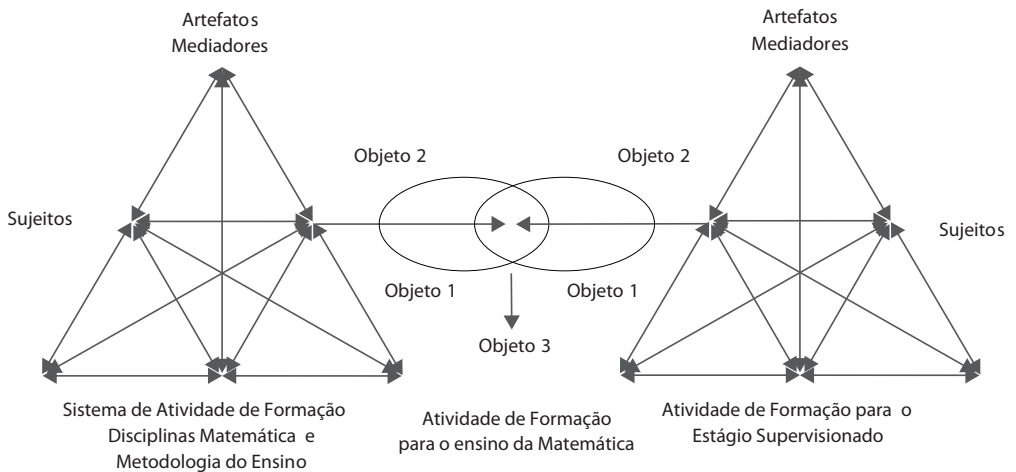 Artefatos
Mediadores
Artefatos
Mediadores
Objeto 2
Objeto 2
Sujeitos
Sujeitos
Objeto 1
Objeto 1
Objeto 3
Sistema de Atividade de Formação
Disciplinas Matemática e
Metodologia do Ensino
Atividade de Formação
para o ensino da Matemática
Atividade de Formação para o
Estágio Supervisionado